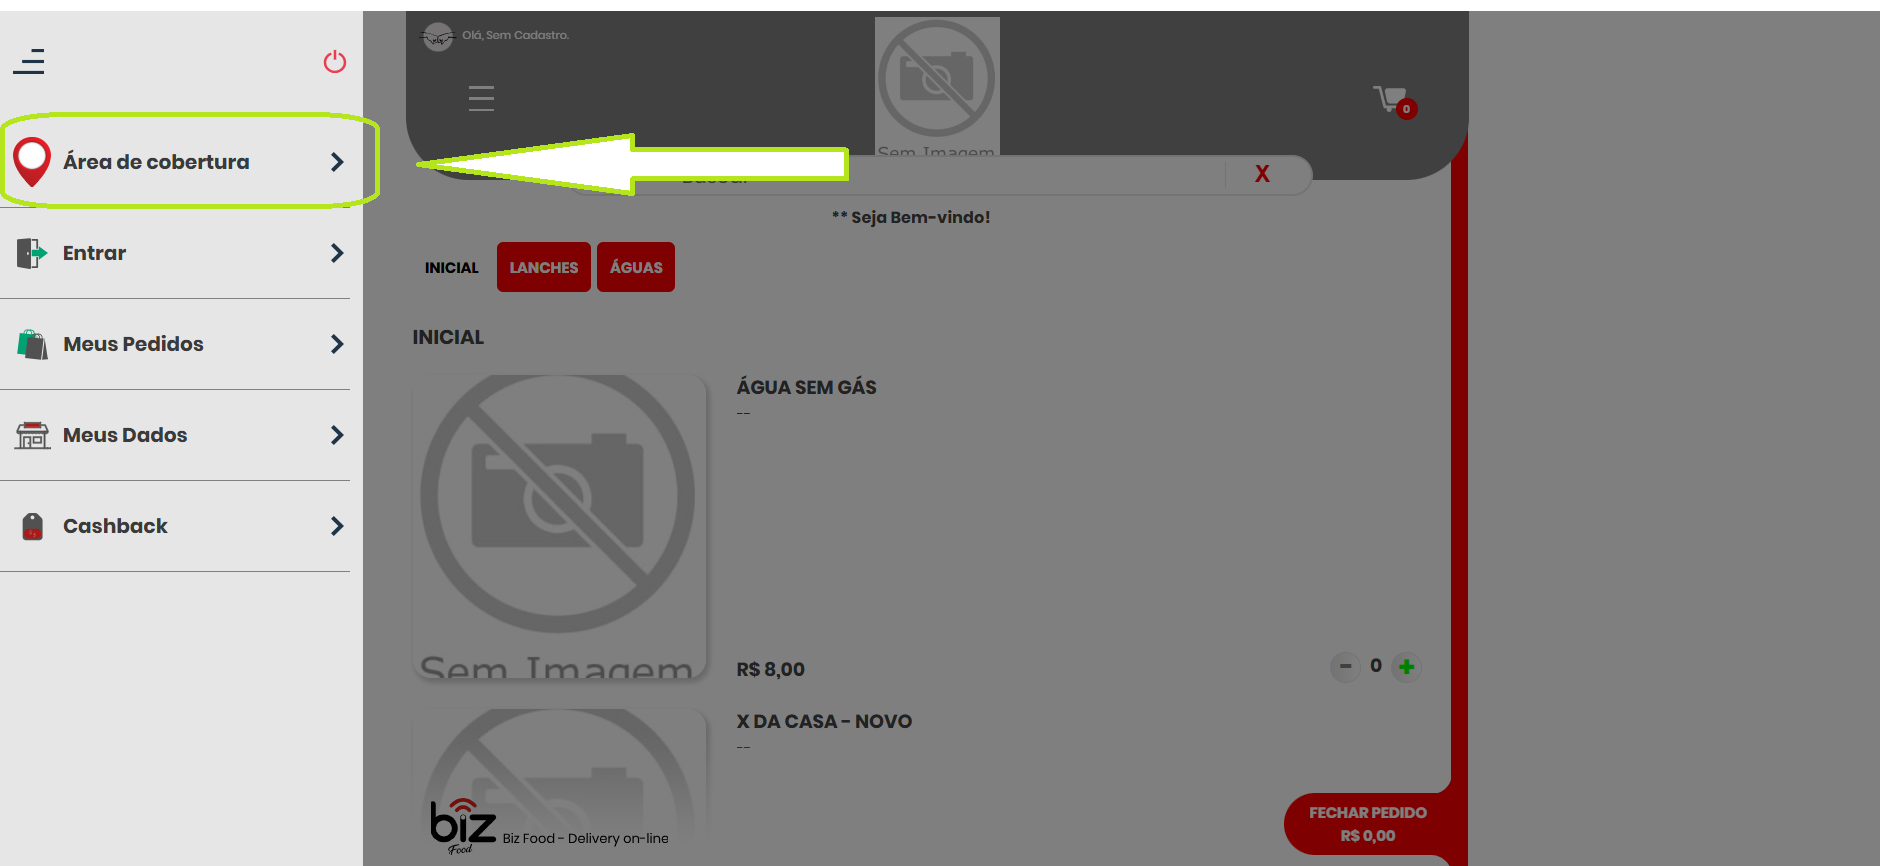 Área de cobertura
Entrar
Meus Pedidos
Meus Dados
Cashback
Olá, Sem Cadastro.
0
Sem Imagem
X
** Seja Bem-vindo!
INICIAL LANCHES ÁGUAS
INICIAL
ÁGUA SEM GÁS
--
Sem Imagem
R$ 8,00
- 0 +
X DA CASA - NOVO
--
biz
Food
Biz Food - Delivery on-line
FECHAR PEDIDO
R$ 0,00